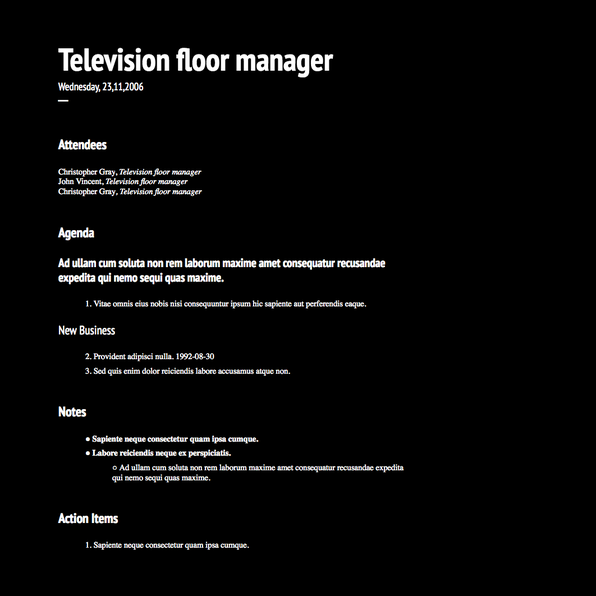 Television floor manager
Wednesday, 23,11,2006
—
Attendees
Christopher Gray, Television floor manager
John Vincent, Television floor manager
Christopher Gray, Television floor manager
Agenda
Ad ullam cum soluta non rem laborum maxime amet consequatur recusandae
expedita qui nemo sequi quas maxime.
1. Vitae omnis eius nobis nisi consequuntur ipsum hic sapiente aut perferendis eaque.
New Business
2. Provident adipisci nulla. 1992-08-30
3. Sed quis enim dolor reiciendis labore accusamus atque non.
Notes
● Sapiente neque consectetur quam ipsa cumque.
● Labore reiciendis neque ex perspiciatis.
○ Ad ullam cum soluta non rem laborum maxime amet consequatur recusandae expedita
qui nemo sequi quas maxime.
Action Items
1. Sapiente neque consectetur quam ipsa cumque.